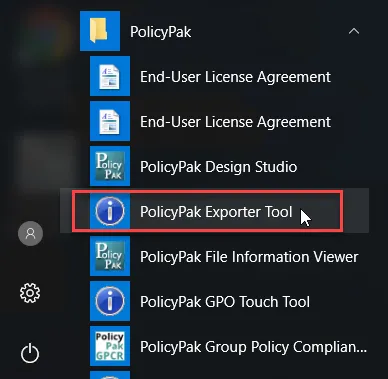 PolicyPak
End-User License Agreement
End-User License Agreement
Policy
PAK
PolicyPak Design Studio
PolicyPak Exporter Tool
Policy
PAK
PolicyPak File Information Viewer
PolicyPak GPO Touch Tool
Policy
Pak
GPCR
PolicyPak Group Policy Complian...